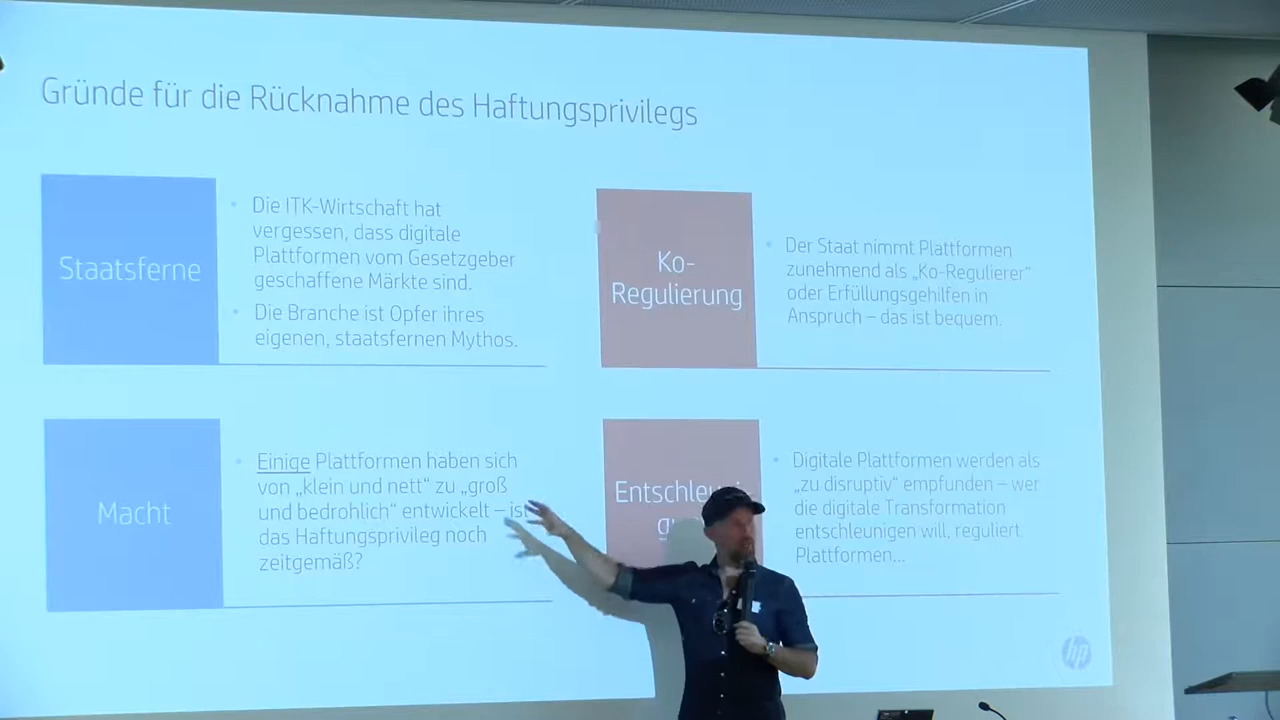 Gründe für die Rücknahme des Haftungsprivilegs
Staatsferne
Die ITK-Wirtschaft hat
vergessen, dass digitale
Plattformen vom Gesetzgeber
geschaffene Märkte sind.
Die Branche ist Opfer ihres
eigenen, staatsfernen Mythos.
Ko-
Regulierung
Der Staat nimmt Plattformen
zunehmend als „Ko-Regulierer“
oder Erfüllungsgehilfen in
Anspruch – das ist bequem.
Macht
Einige Plattformen haben sich
von „klein und nett“ zu „groß
und bedrohlich“ entwickelt – ist
das Haftungsprivileg noch
zeitgemäß?
Digitale Plattformen werden als
„zu disruptiv“ empfunden – wer
die digitale Transformation
entschleunigen will, reguliert
Plattformen...
hp